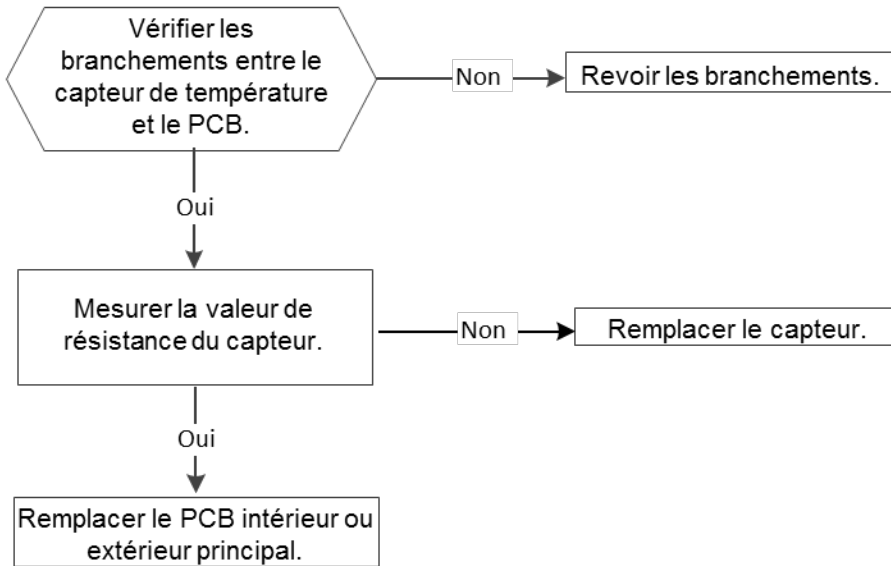 Vérifier les
branchements entre le
capteur de température
et le PCB.
Non
Revoir les branchements.
Oui
Mesurer la valeur de
résistance du capteur.
Non
Remplacer le capteur.
Oui
Remplacer le PCB intérieur ou
extérieur principal.